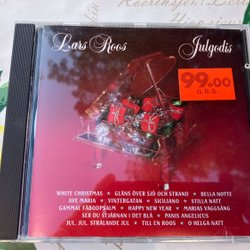 Lars Roos Julgodis
99:00
G.R.S.
WHITE CHRISTMAS ★ GLÄNS ÖVER SJÖ OCH STRAND ★ BELLA NOTTE
AVE MARIA ★ VINTERGATAN ★ SICILIANO ★ STILLA NATT
GAMMAL FÄBODPSALM ★ HAPPY NEW YEAR ★ MARIAS VAGGSÅNG
SER DU STJÄRNAN I DET BLÅ ★ PANIS ANGELICUS
JUL, JUL, STRÅLANDE JUL ★ TILL EN ROOS ★ O HELGA NATT